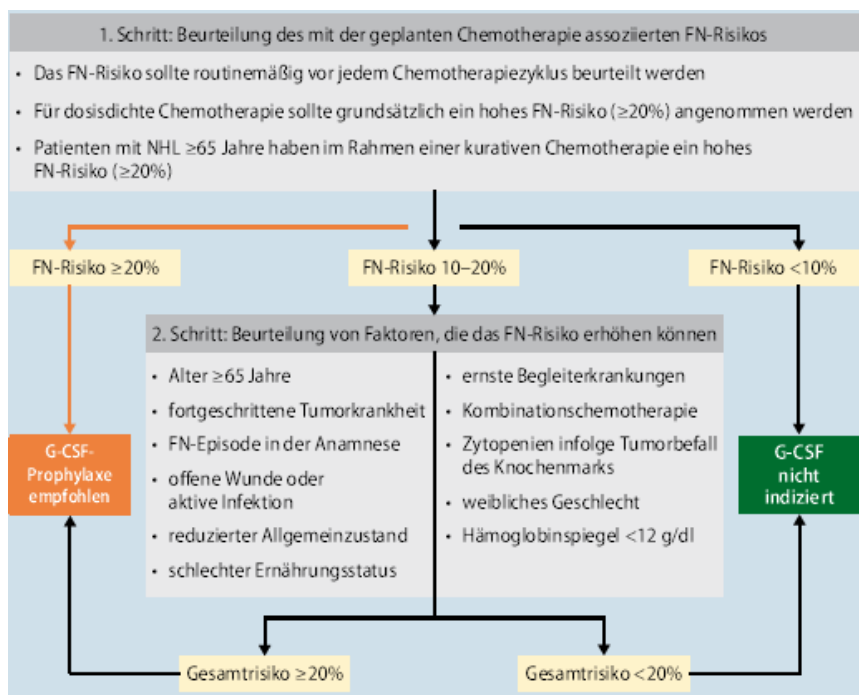 1. Schritt: Beurteilung des mit der geplanten Chemotherapie assoziierten FN-Risikos
• Das FN-Risiko sollte routinemäßig vor jedem Chemotherapiezyklus beurteilt werden
• Für dosisdichte Chemotherapie sollte grundsätzlich ein hohes FN-Risiko (≥20%) angenommen werden
• Patienten mit NHL ≥65 Jahre haben im Rahmen einer kurativen Chemotherapie ein hohes
FN-Risiko (≥20%)
FN-Risiko ≥20%
FN-Risiko 10–20%
FN-Risiko <10%
2. Schritt: Beurteilung von Faktoren, die das FN-Risiko erhöhen können
• Alter ≥65 Jahre
• fortgeschrittene Tumorkrankheit
• FN-Episode in der Anamnese
• offene Wunde oder
aktive Infektion
• reduzierter Allgemeinzustand
• schlechter Ernährungsstatus
• ernste Begleiterkrankungen
• Kombinationschemotherapie
• Zytopenien infolge Tumorbefall
des Knochenmarks
• weibliches Geschlecht
• Hämoglobinspiegel <12 g/dl
G-CSF-
Prophylaxe
empfohlen
G-CSF
nicht
indiziert
Gesamtrisiko ≥20%
Gesamtrisiko <20%